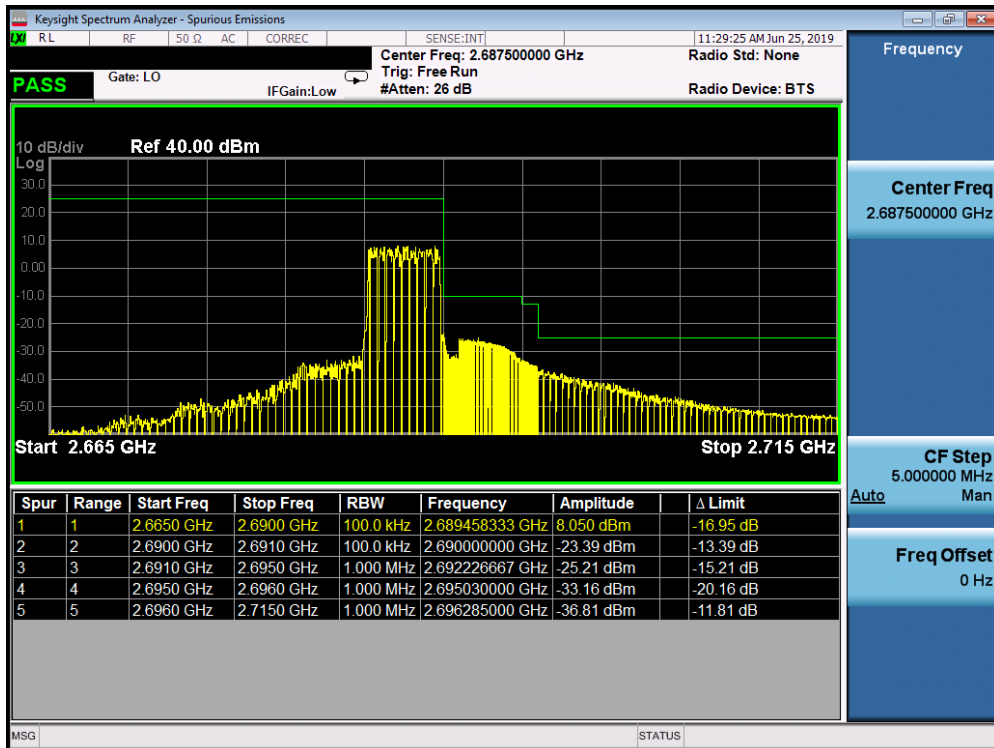 Keysight Spectrum Analyzer - Spurious Emissions
LXI RL RF 50 Ω AC CORREC SENSE:INT 11:29:25 AM Jun 25, 2019
Center Freq: 2.687500000 GHz Radio Std: None
PASS Gate: LO Trig: Free Run
IFGain:Low #Atten: 26 dB Radio Device: BTS
10 dB/div Ref 40.00 dBm
Log
30.0
20.0
10.0
0.00
-10.0
-20.0
-30.0
-40.0
-50.0
Start 2.665 GHz Stop 2.715 GHz
Spur Range Start Freq Stop Freq RBW Frequency Amplitude Δ Limit
1 1 2.6650 GHz 2.6900 GHz 100.0 kHz 2.689458333 GHz 8.050 dBm -16.95 dB
2 2 2.6900 GHz 2.6910 GHz 100.0 kHz 2.690000000 GHz -23.39 dBm -13.39 dB
3 3 2.6910 GHz 2.6950 GHz 1.000 MHz 2.692226667 GHz -25.21 dBm -15.21 dB
4 4 2.6950 GHz 2.6960 GHz 1.000 MHz 2.695030000 GHz -33.16 dBm -20.16 dB
5 5 2.6960 GHz 2.7150 GHz 1.000 MHz 2.696285000 GHz -36.81 dBm -11.81 dB
MSG STATUS
Frequency
Center Freq
2.687500000 GHz
CF Step
5.000000 MHz
Auto Man
Freq Offset
0 Hz